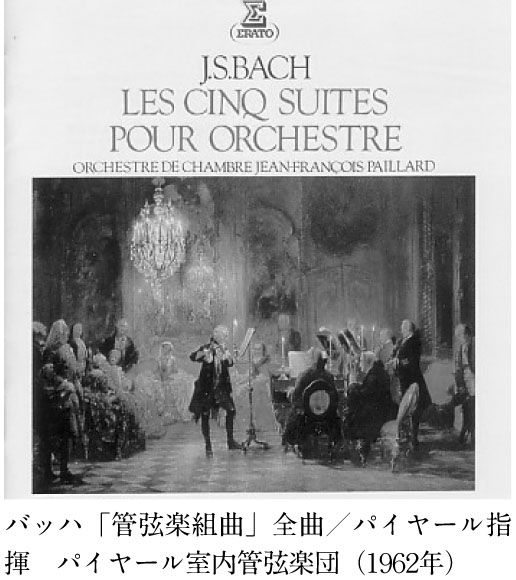 ERATO
J.S.BACH
LES CINQ SUITES
POUR ORCHESTRE
ORCHESTRE DE CHAMBRE JEAN-FRANÇOIS PAILLARD
バッハ「管弦楽組曲」全曲／パイヤール指
揮　パイヤール室内管弦楽団（1962年）